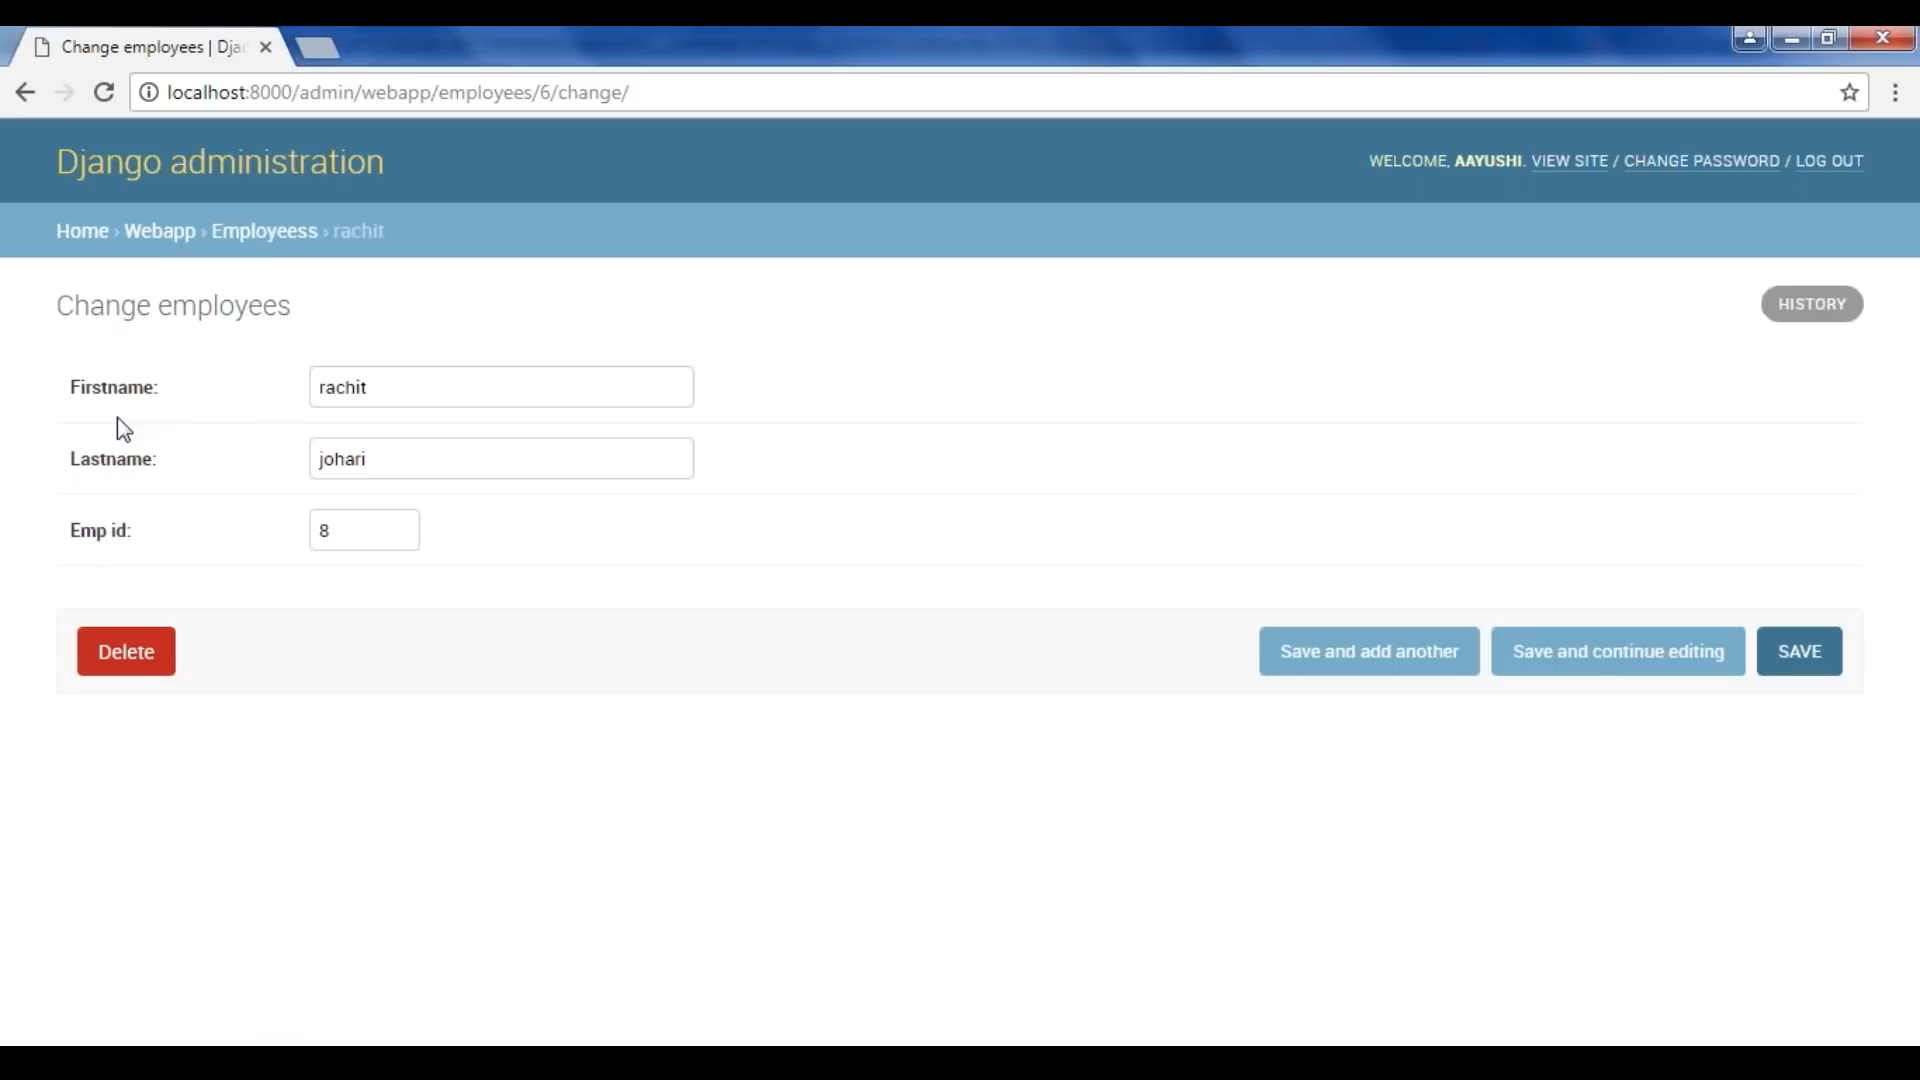 Change employees | Djan
localhost:8000/admin/webapp/employees/6/change/
Django administration
WELCOME, AAYUSHI. VIEW SITE / CHANGE PASSWORD / LOG OUT
Home › Webapp › Employeess › rachit
Change employees
HISTORY
Firstname: rachit
Lastname: johari
Emp id: 8
Delete
Save and add another
Save and continue editing
SAVE